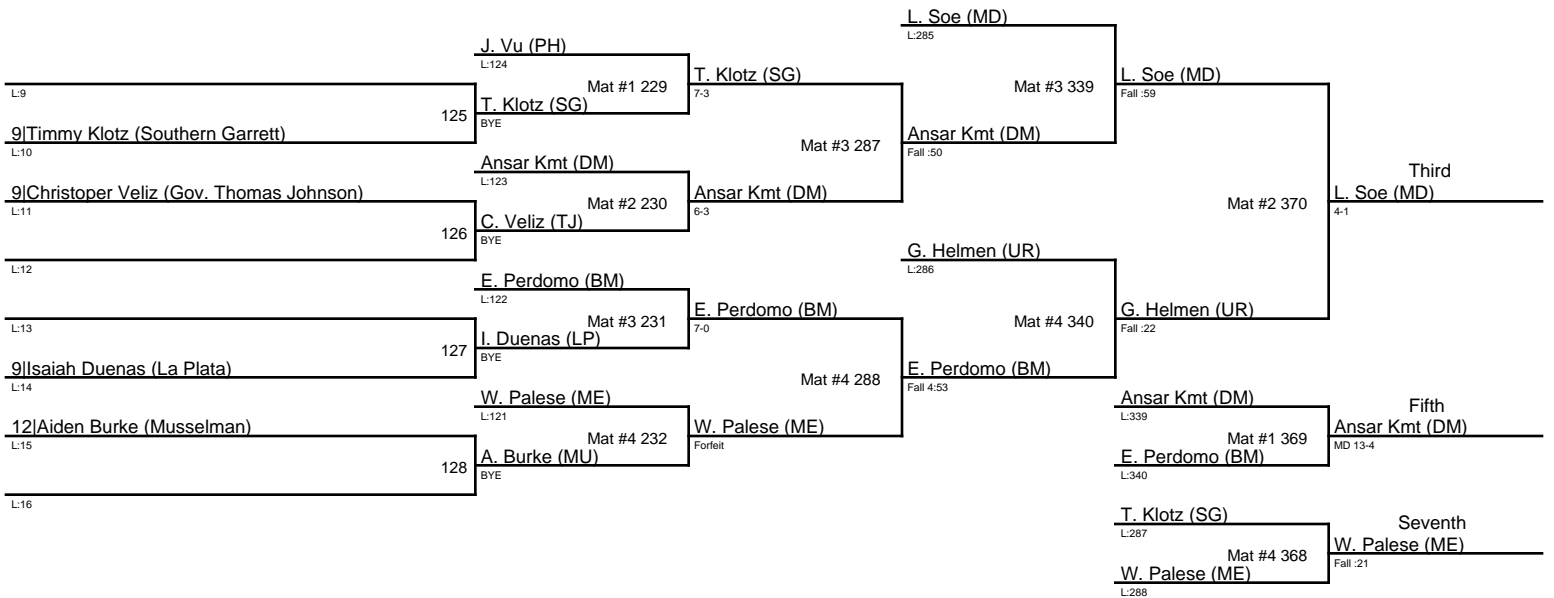 L. Soe (MD)
L:285
J. Vu (PH)
L:124
Mat #1 229
T. Klotz (SG)
7-3
Mat #3 339
L. Soe (MD)
Fall :59
L:9
125
T. Klotz (SG)
BYE
9|Timmy Klotz (Southern Garrett)
L:10
Mat #3 287
Ansar Kmt (DM)
Fall :50
Ansar Kmt (DM)
L:123
Third
9|Christoper Veliz (Gov. Thomas Johnson)
L:11
Mat #2 230
Ansar Kmt (DM)
6-3
Mat #2 370
L. Soe (MD)
4-1
126
C. Veliz (TJ)
BYE
L:12
G. Helmen (UR)
L:286
E. Perdomo (BM)
L:122
Mat #3 231
E. Perdomo (BM)
7-0
Mat #4 340
G. Helmen (UR)
Fall :22
L:13
127
I. Duenas (LP)
BYE
9|Isaiah Duenas (La Plata)
L:14
Mat #4 288
E. Perdomo (BM)
Fall 4:53
W. Palese (ME)
L:121
Ansar Kmt (DM)
L:339
Fifth
12|Aiden Burke (Musselman)
L:15
Mat #4 232
W. Palese (ME)
Forfeit
Mat #1 369
Ansar Kmt (DM)
MD 13-4
128
A. Burke (MU)
BYE
E. Perdomo (BM)
L:340
L:16
T. Klotz (SG)
L:287
Seventh
Mat #4 368
W. Palese (ME)
Fall :21
W. Palese (ME)
L:288